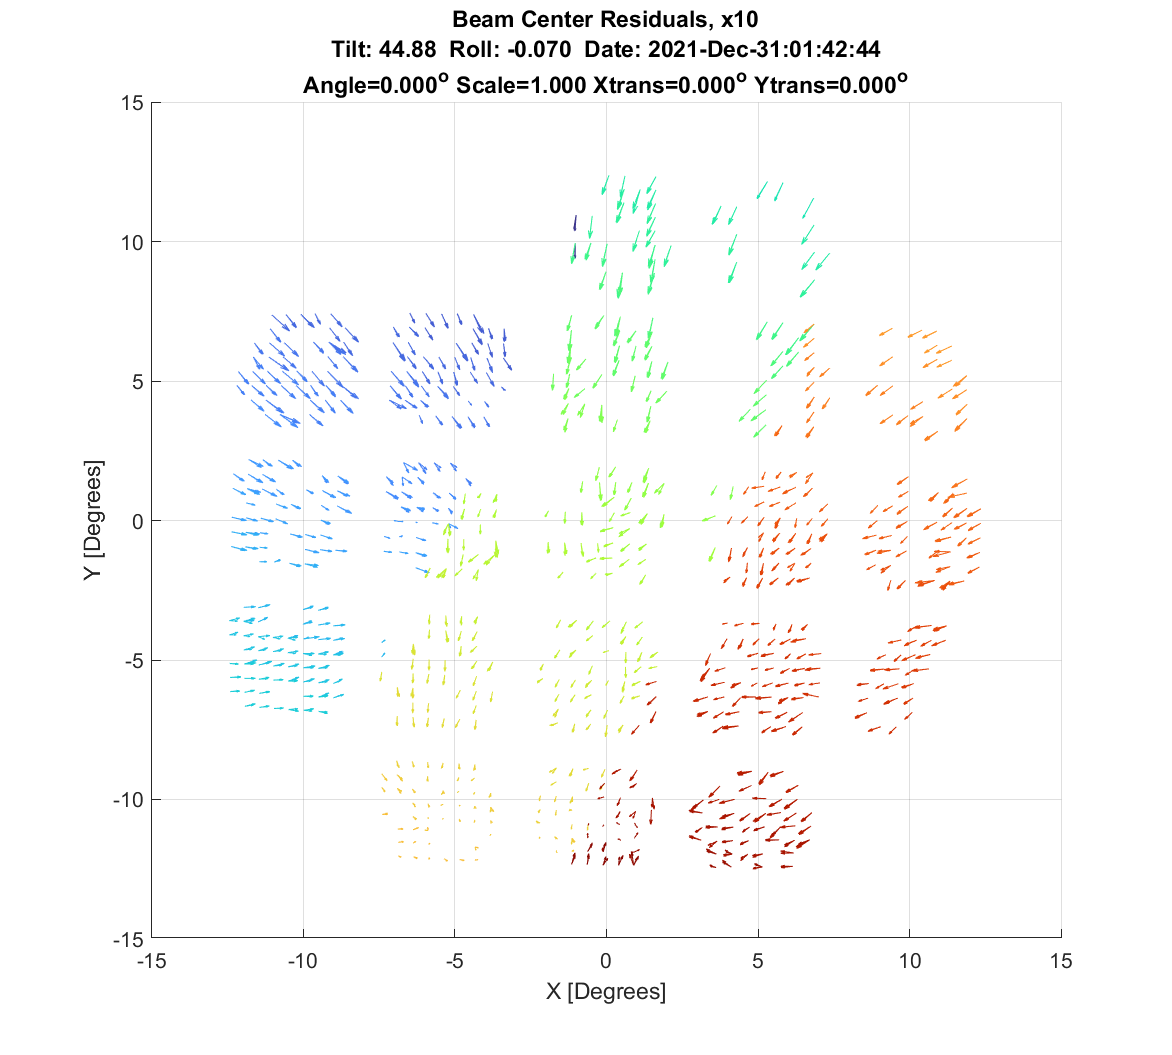 Beam Center Residuals, x10
Tilt: 44.88 Roll: -0.070 Date: 2021-Dec-31:01:42:44
Angle=0.000° Scale=1.000 Xtrans=0.000° Ytrans=0.000°
15
10
5
0
-5
-10
-15
Y [Degrees]
-15 -10 -5 0 5 10 15
X [Degrees]